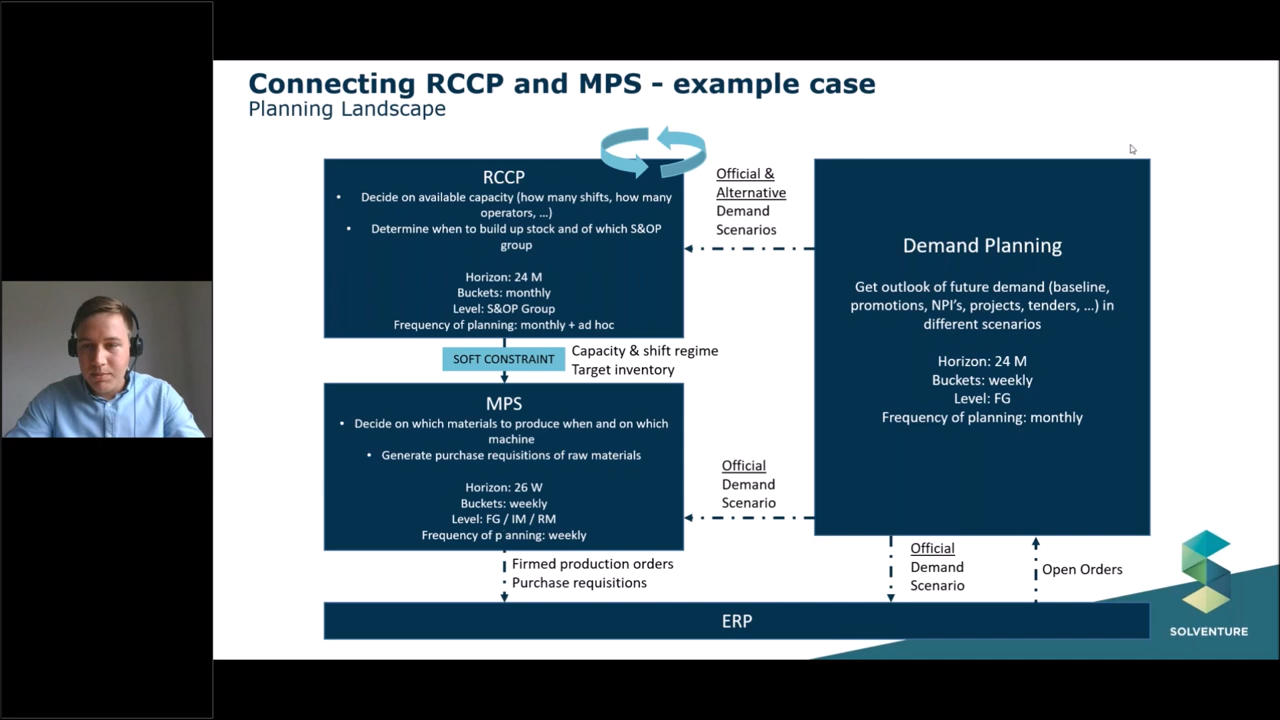 Connecting RCCP and MPS - example case
Planning Landscape
RCCP
• Decide on available capacity (how many shifts, how many
operators, ...)
• Determine when to build up stock and of which S&OP
group
Horizon: 24 M
Buckets: monthly
Level: S&OP Group
Frequency of planning: monthly + ad hoc
Official &
Alternative
Demand
Scenarios
Demand Planning
Get outlook of future demand (baseline,
promotions, NPI's, projects, tenders, ...) in
different scenarios
Horizon: 24 M
Buckets: weekly
Level: FG
Frequency of planning: monthly
SOFT CONSTRAINT
Capacity & shift regime
Target inventory
MPS
• Decide on which materials to produce when and on which
machine
• Generate purchase requisitions of raw materials
Horizon: 26 W
Buckets: weekly
Level: FG / IM / RM
Frequency of p anning: weekly
Official
Demand
Scenario
Firmed production orders
Purchase requisitions
Official
Demand
Scenario
Open Orders
ERP
SOLVENTURE